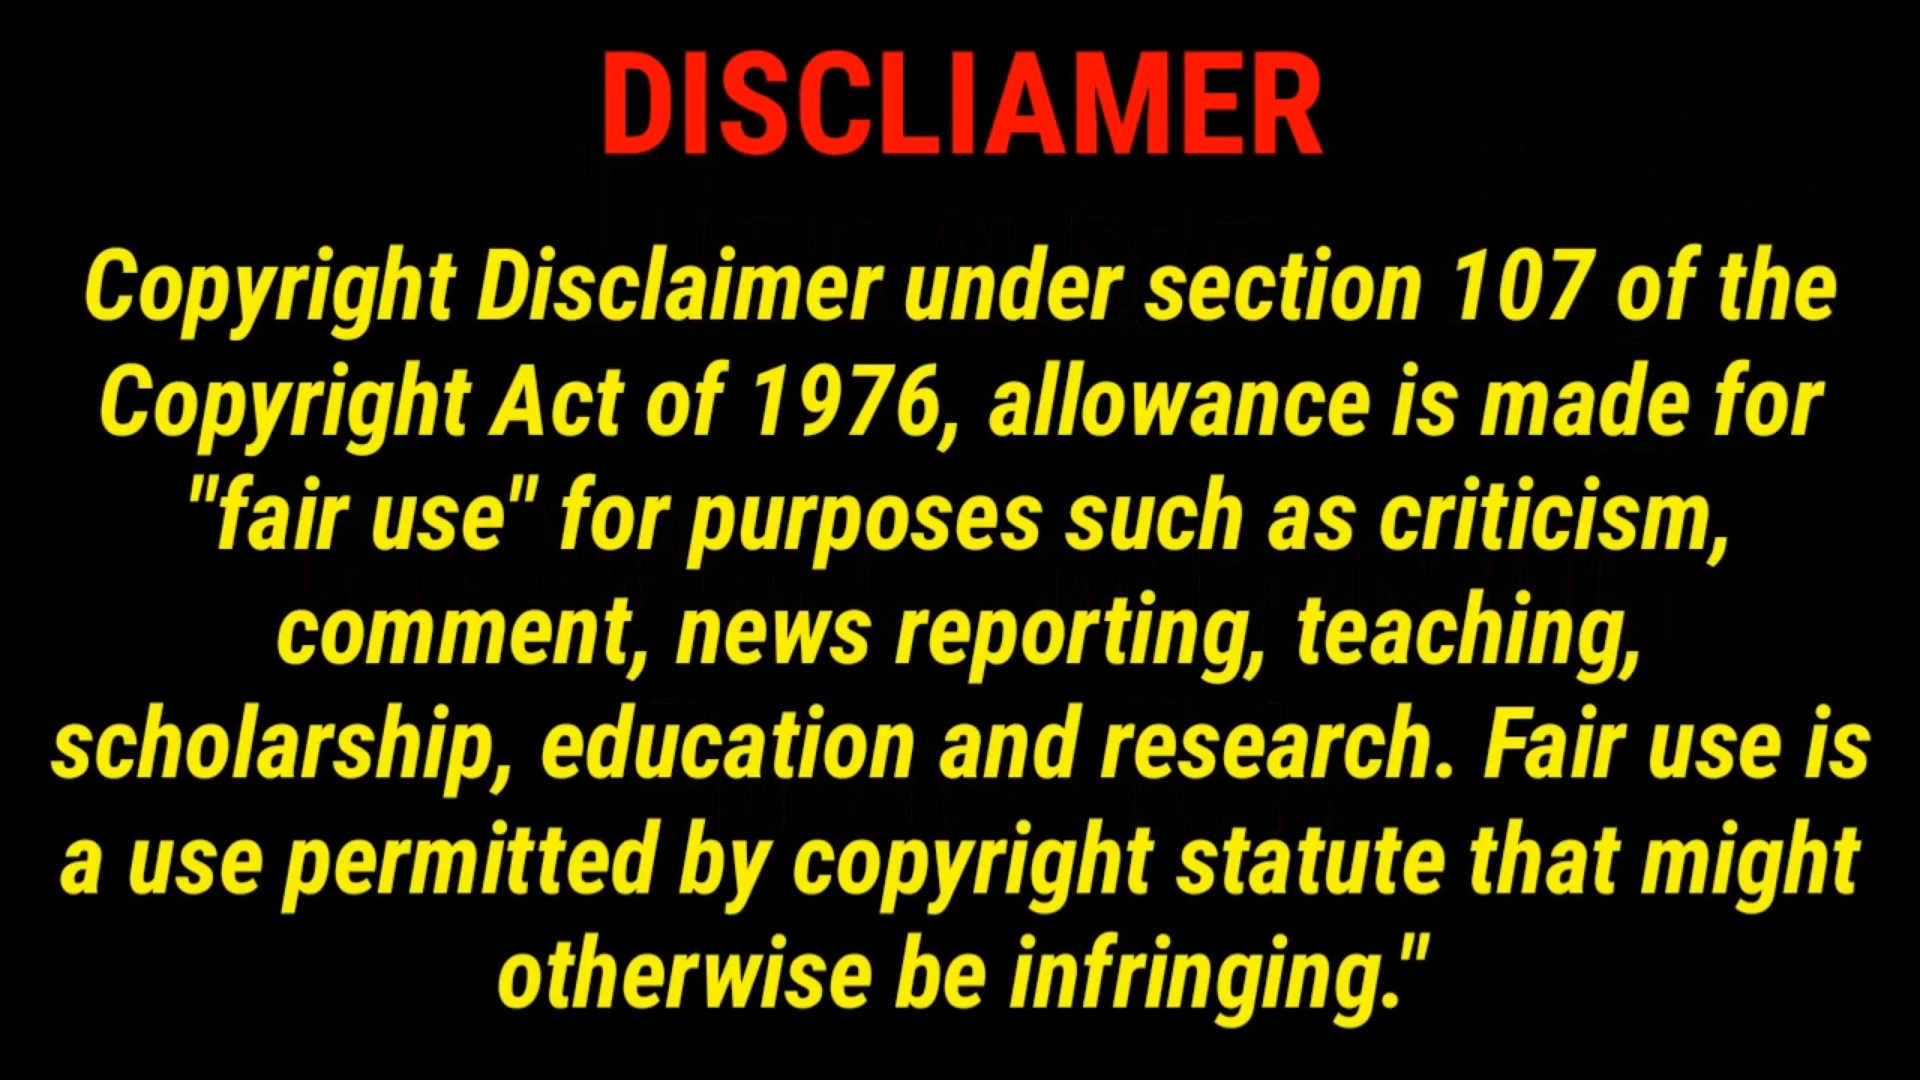 DISCLIAMER
Copyright Disclaimer under section 107 of the
Copyright Act of 1976, allowance is made for
"fair use" for purposes such as criticism,
comment, news reporting, teaching,
scholarship, education and research. Fair use is
a use permitted by copyright statute that might
otherwise be infringing."